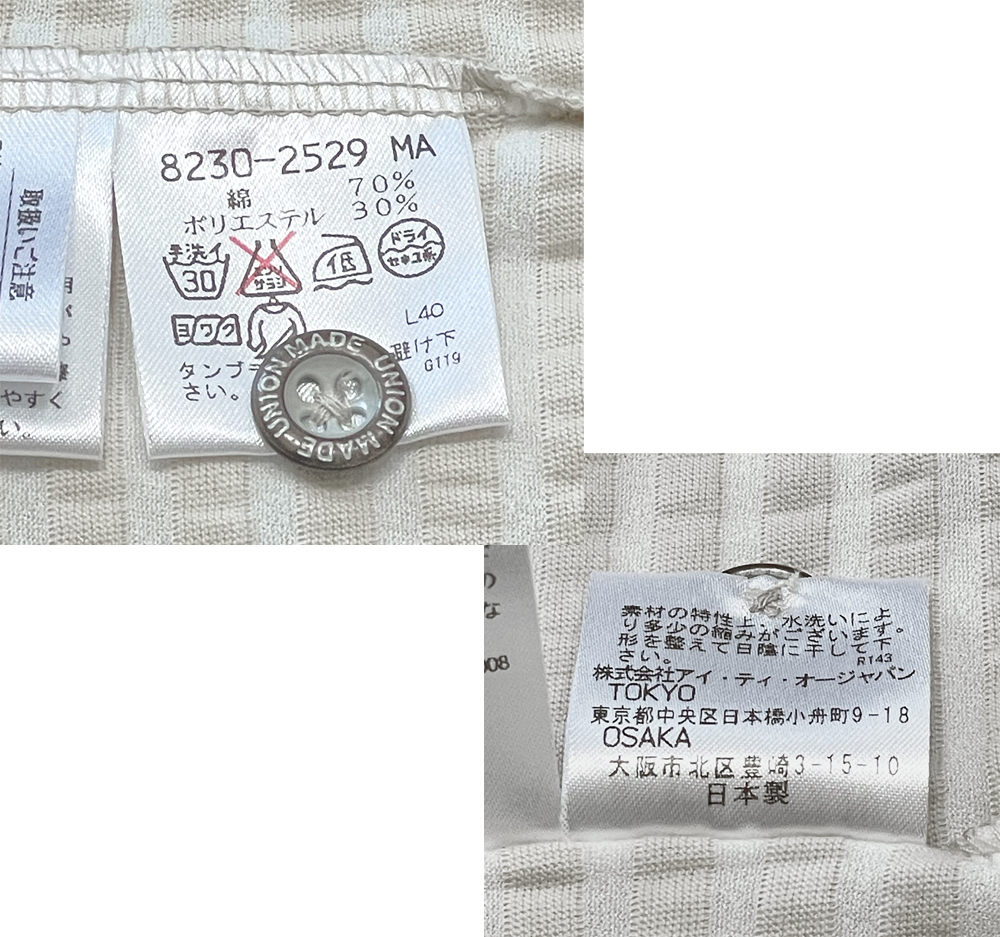 8230-2529 MA
綿 70%
ポリエステル 30%
手洗イ
30
エンソ
サラシ
低
ドライ
セキユ系
ヨワク
L40
タンブラ
避け下
さい。
G119
UNION MADE UNION MADE
取扱いご注意
やすく
い。
の
な
008
素材の特性上、水洗いによ
り多少の縮みがございます。
形を整えて日陰に干して下
さい。
R143
株式会社アイ・ティ・オージャパン
TOKYO
東京都中央区日本橋小舟町9-18
OSAKA
大阪市北区豊崎3-15-10
日本製